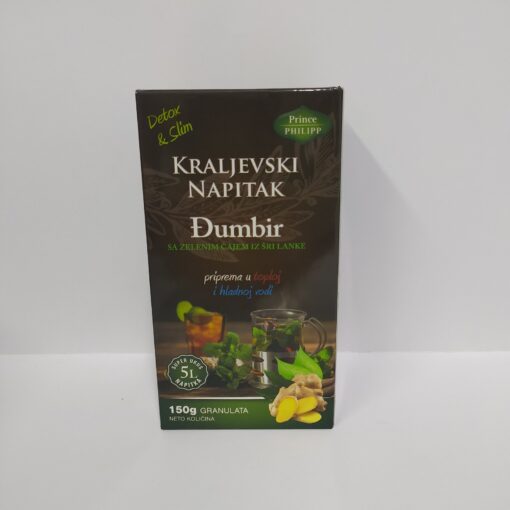 Detox
& Slim
Prince
PHILIPP
KRALJEVSKI
NAPITAK
Đumbir
SA ZELENIM ČAJEM IZ ŠRI LANKE
priprema u toploj
i hladnoj vodi
SUPER UKUS
5L
NAPITKA
150g GRANULATA
NETO KOLIČINA